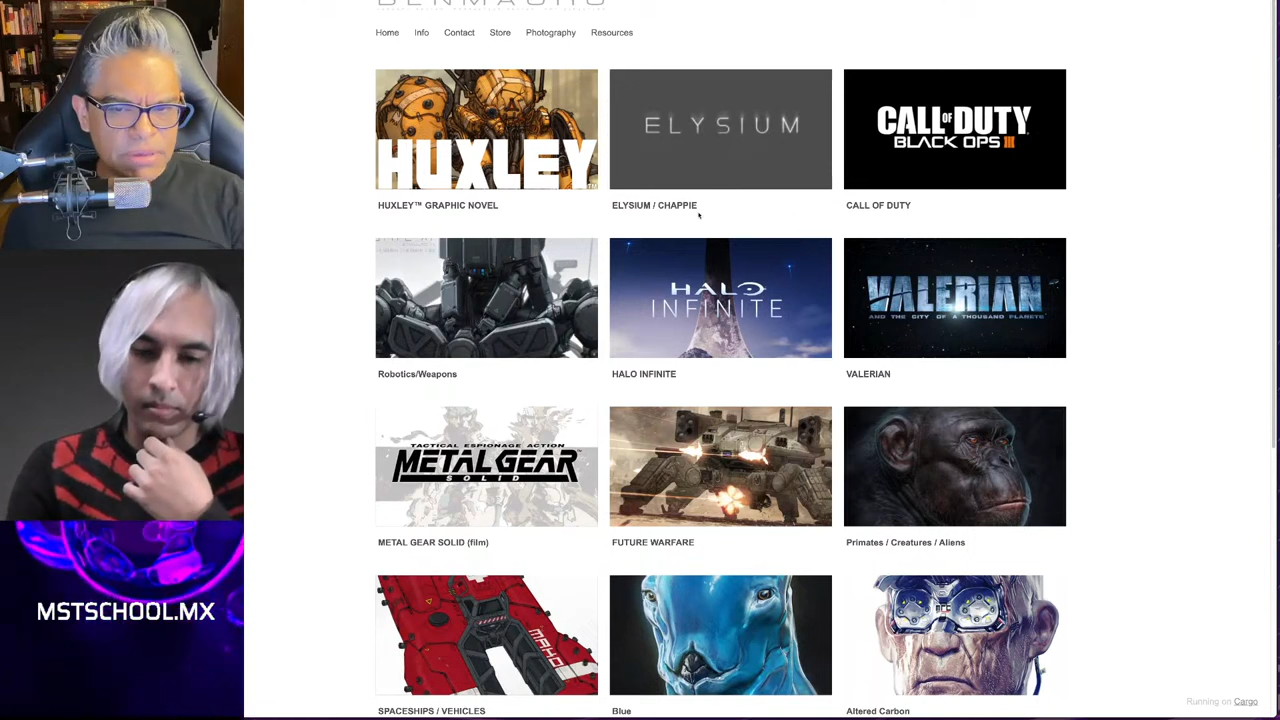 BENMAURO
Home Info Contact Store Photography Resources
HUXLEY™
ELYSIUM
CALL OF DUTY
BLACK OPS III
HUXLEY™ GRAPHIC NOVEL
ELYSIUM / CHAPPIE
CALL OF DUTY
HALO
INFINITE
VALERIAN
AND THE CITY OF A THOUSAND PLANETS
Robotics/Weapons
HALO INFINITE
VALERIAN
TACTICAL ESPIONAGE ACTION
METAL GEAR
SOLID
METAL GEAR SOLID (film)
FUTURE WARFARE
Primates / Creatures / Aliens
MSTSCHOOL.MX
SPACESHIPS / VEHICLES
Blue
Altered Carbon
Running on Cargo